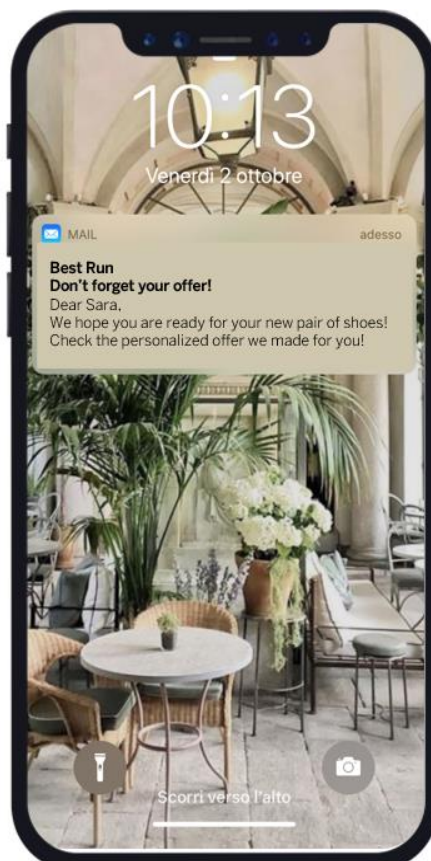 10:13
Venerdì 2 ottobre
MAIL adesso
Best Run
Don't forget your offer!
Dear Sara,
We hope you are ready for your new pair of shoes!
Check the personalized offer we made for you!
Scorri verso l'alto